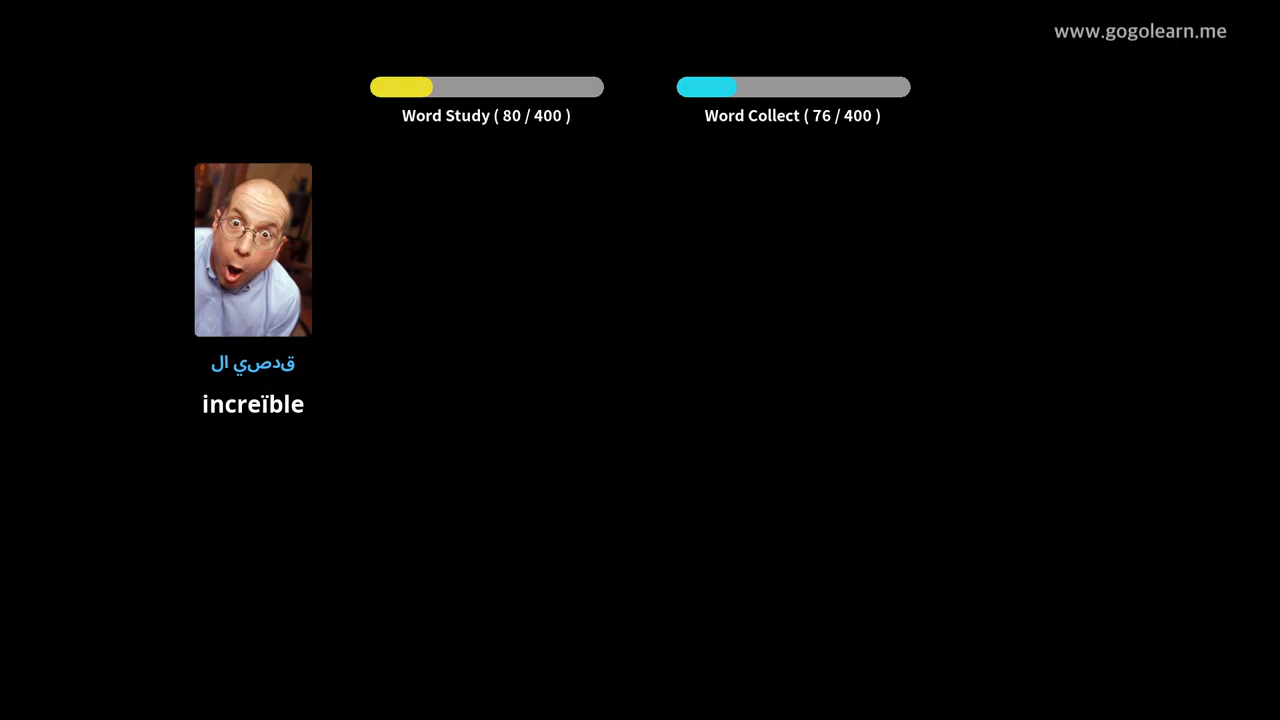 www.gogolearn.me
Word Study ( 80 / 400 )
Word Collect ( 76 / 400 )
قدصي ال
increïble